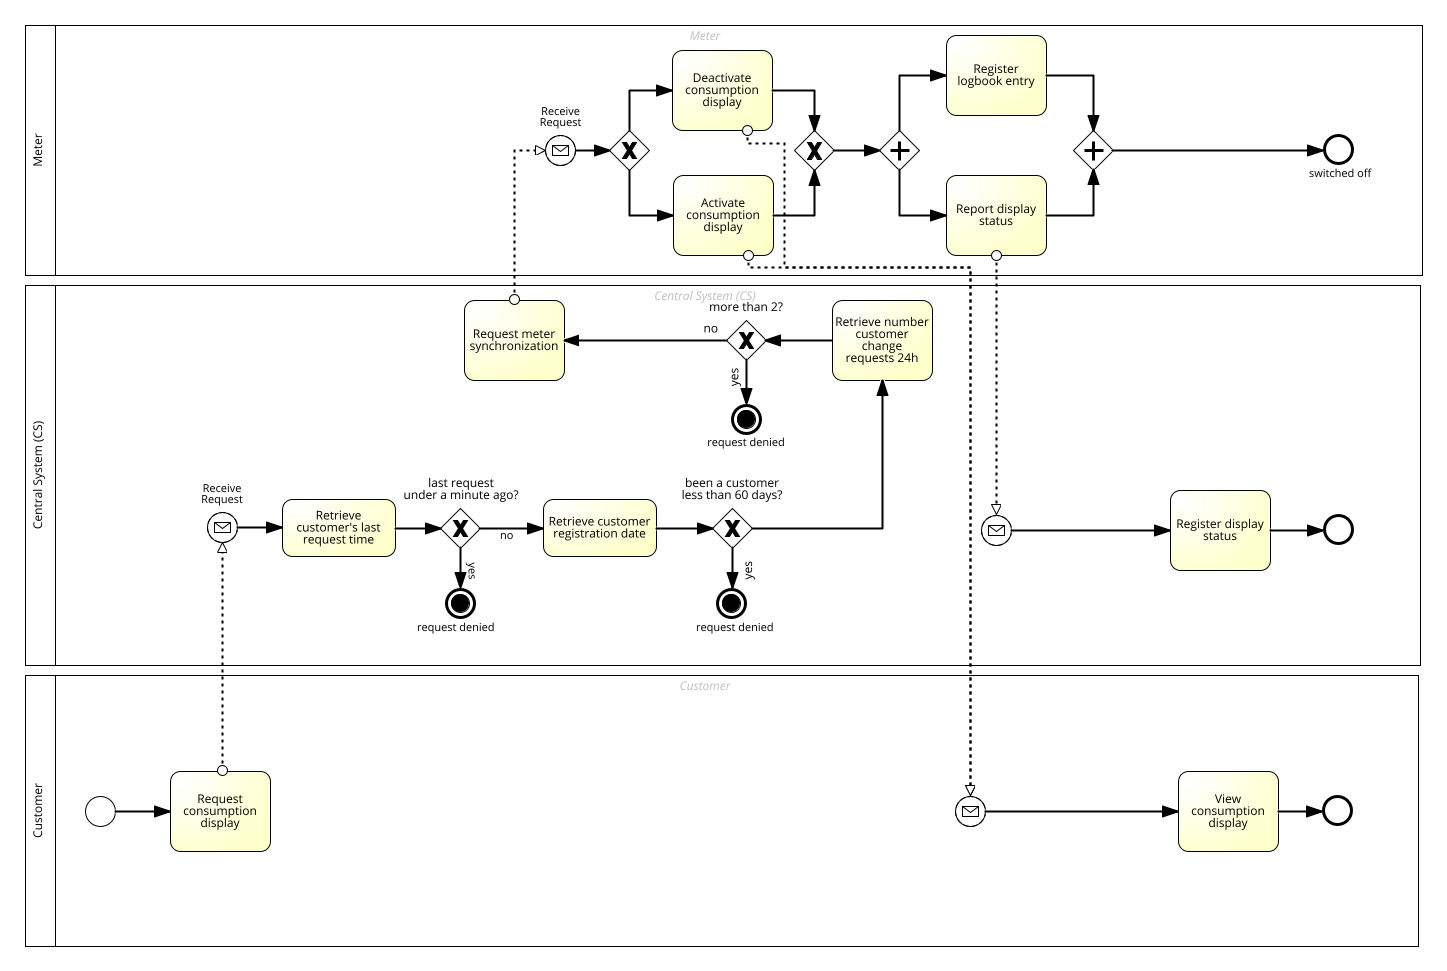 Meter
Meter
Receive
Request
Deactivate
consumption
display
Activate
consumption
display
Register
logbook entry
Report display
status
switched off
Central System (CS)
Central System (CS)
Request meter
synchronization
more than 2?
no
yes
request denied
Retrieve number
customer
change
requests 24h
Receive
Request
Retrieve
customer's last
request time
last request
under a minute ago?
no
yes
request denied
Retrieve customer
registration date
been a customer
less than 60 days?
yes
request denied
Register display
status
Customer
Customer
Request
consumption
display
View
consumption
display